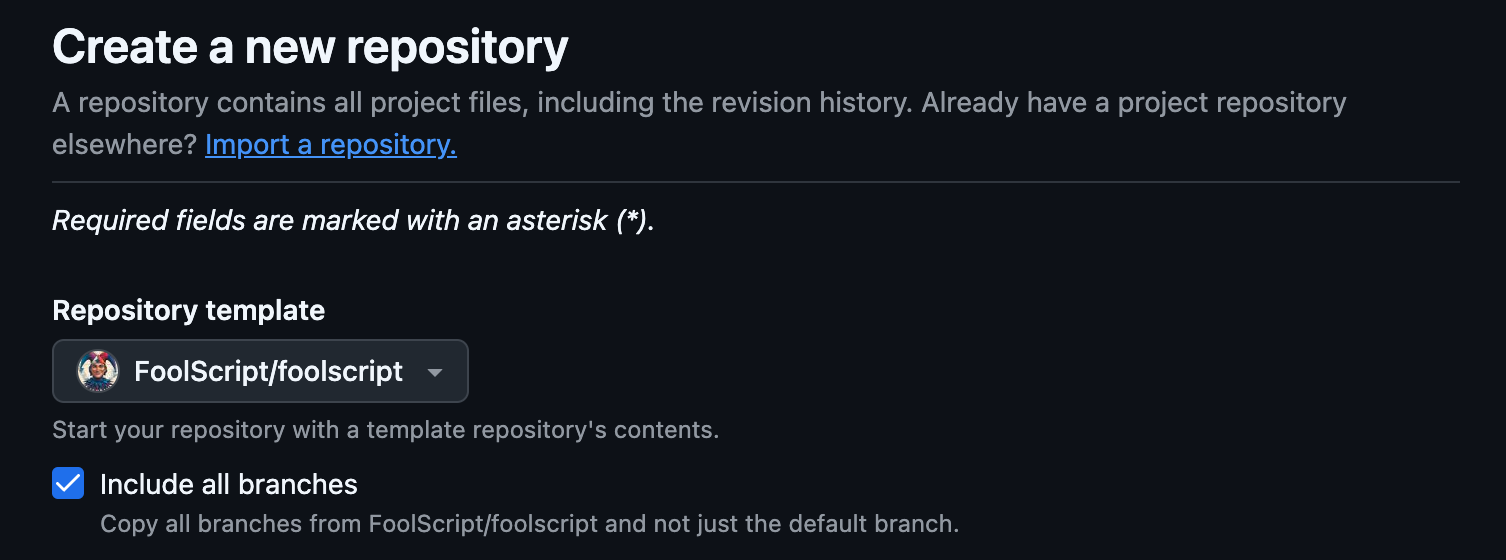 Create a new repository
A repository contains all project files, including the revision history. Already have a project repository
elsewhere? Import a repository.
Required fields are marked with an asterisk (*).
Repository template
FoolScript/foolscript
Start your repository with a template repository's contents.
Include all branches
Copy all branches from FoolScript/foolscript and not just the default branch.